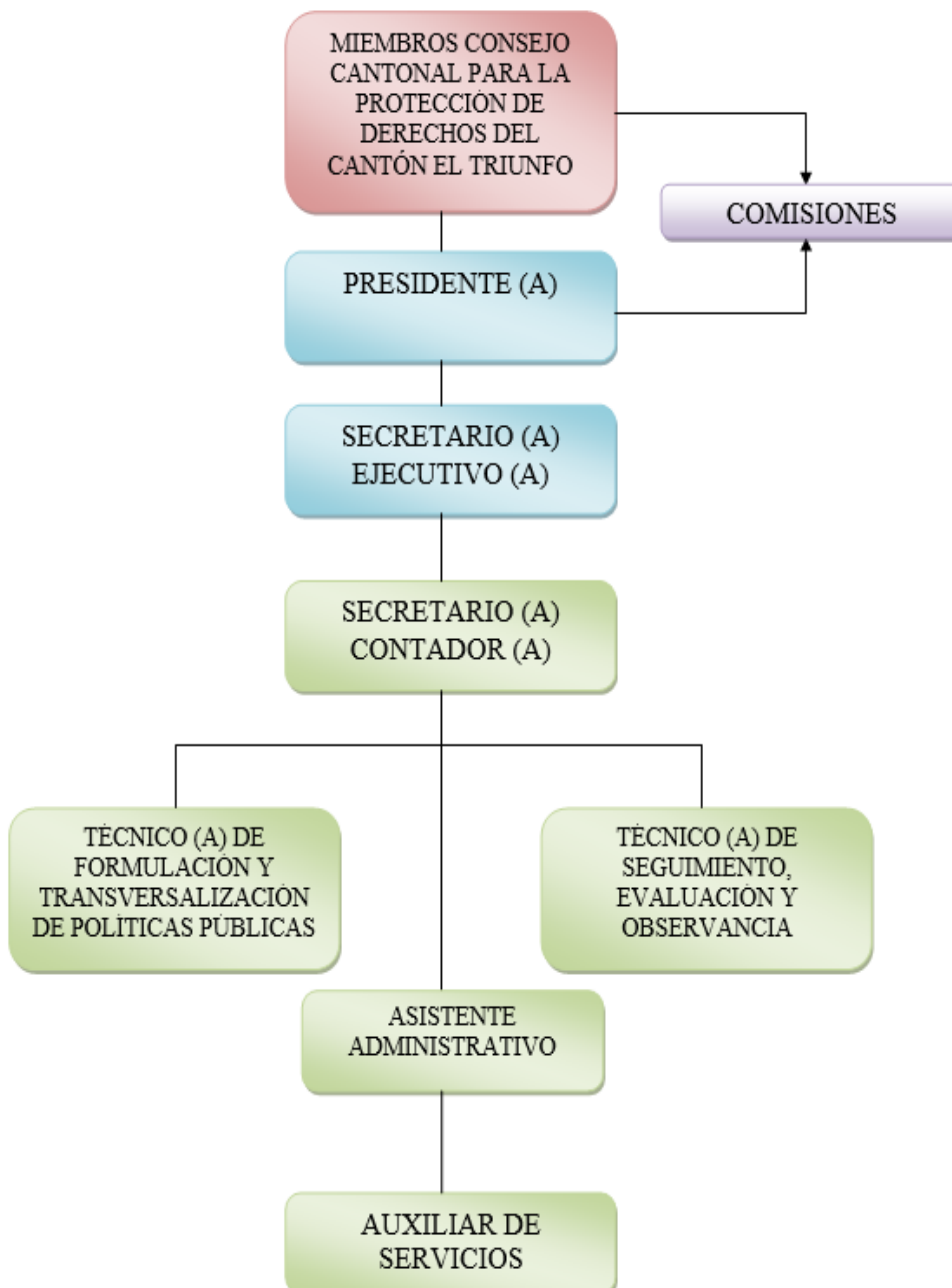 MIEMBROS CONSEJO
CANTONAL PARA LA
PROTECCIÓN DE
DERECHOS DEL
CANTÓN EL TRIUNFO
COMISIONES
PRESIDENTE (A)
SECRETARIO (A)
EJECUTIVO (A)
SECRETARIO (A)
CONTADOR (A)
TÉCNICO (A) DE
FORMULACIÓN Y
TRANSVERSALIZACIÓN
DE POLÍTICAS PÚBLICAS
TÉCNICO (A) DE
SEGUIMIENTO,
EVALUACIÓN Y
OBSERVANCIA
ASISTENTE
ADMINISTRATIVO
AUXILIAR DE
SERVICIOS